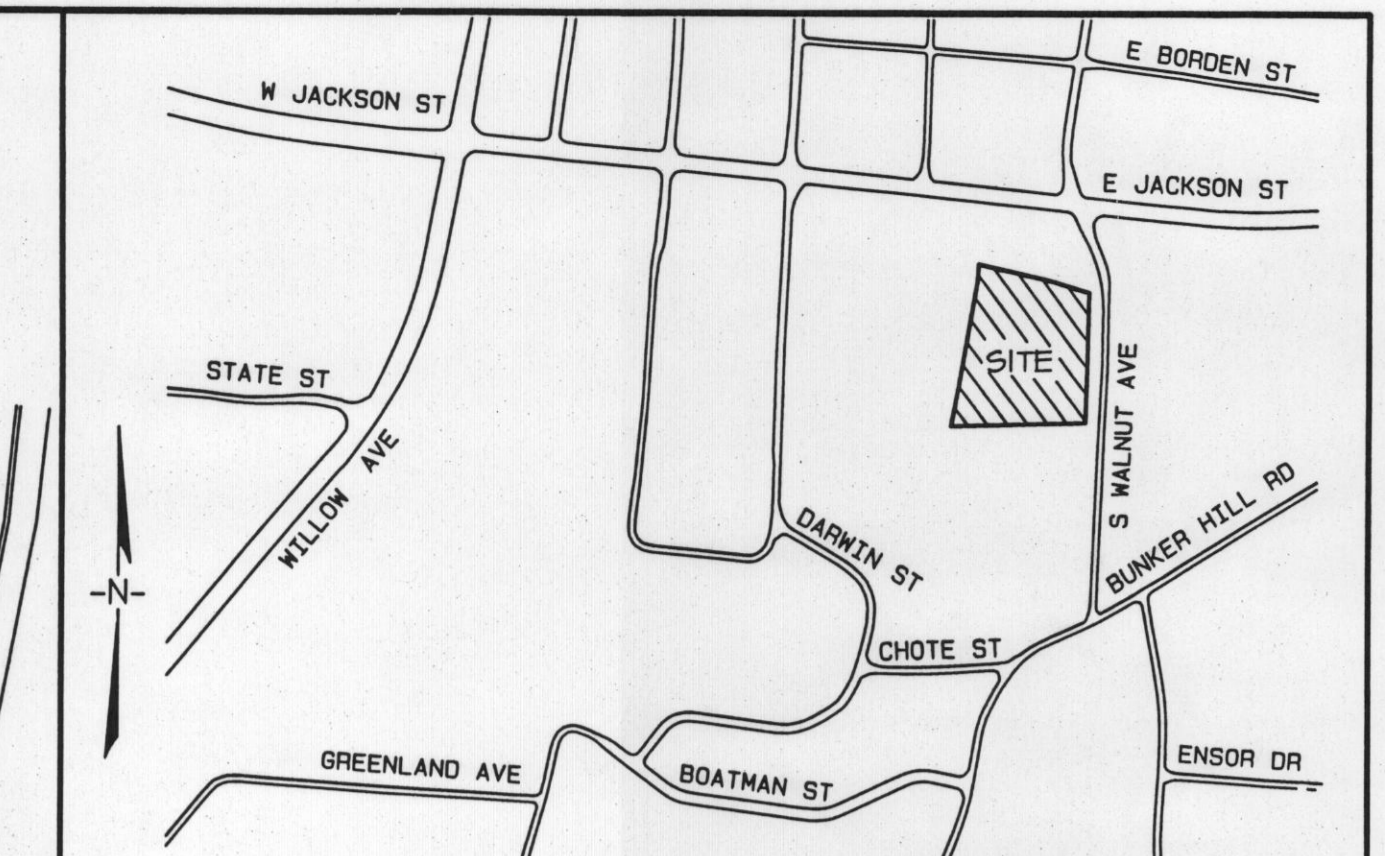 E BORDEN ST
W JACKSON ST
E JACKSON ST
STATE ST
SITE
S WALNUT AVE
WILLOW AVE
DARWIN ST
BUNKER HILL RD
-N-
CHOTE ST
GREENLAND AVE
BOATMAN ST
ENSOR DR